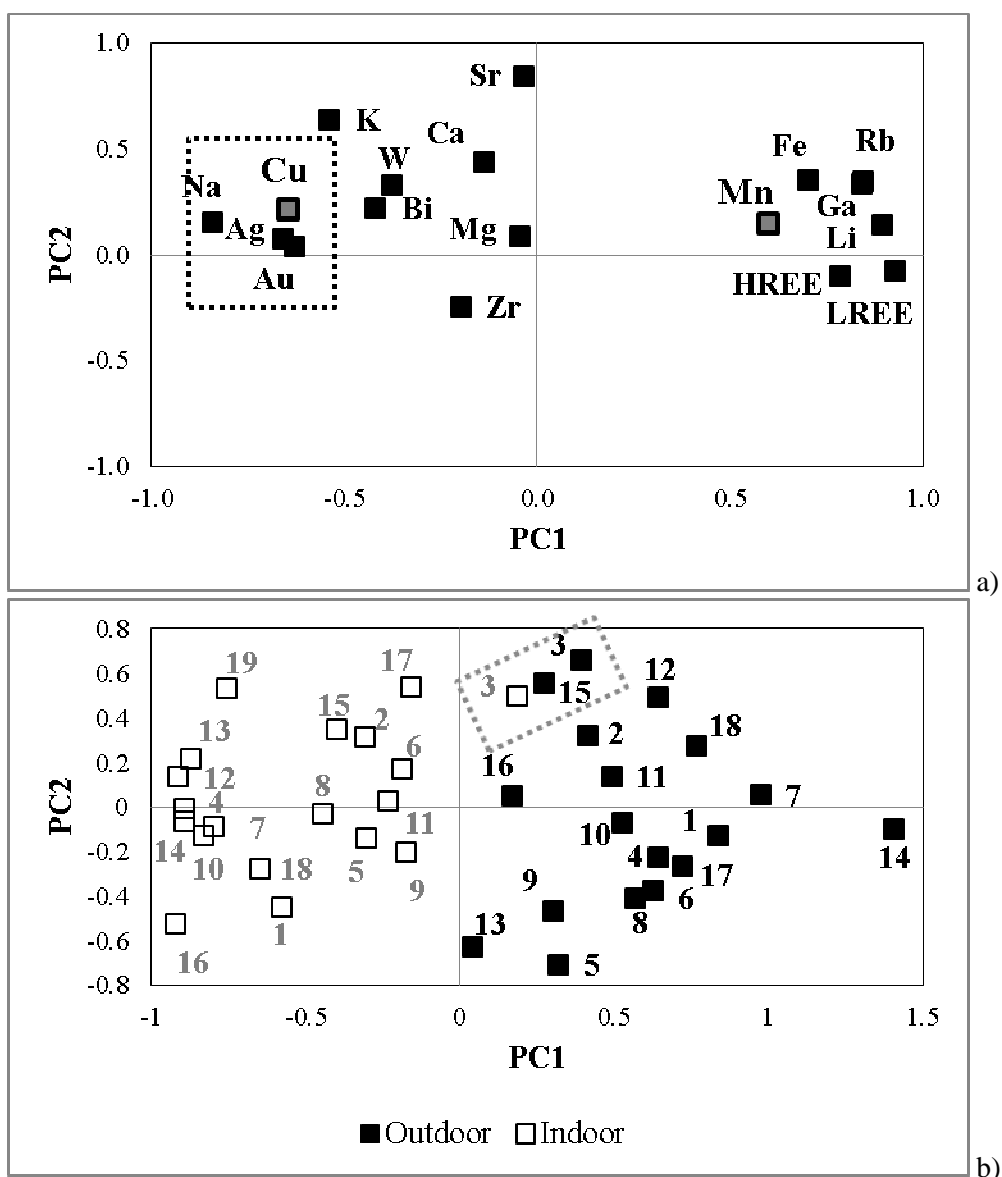 1.0
Sr
K
Ca
Fe
Rb
0.5
W
Cu
Na
Mn
Bi
Ga
Ag
Mg
Li
PC2
0.0
Au
HREE
Zr
LREE
-0.5
-1.0
-1.0 -0.5 0.0 0.5 1.0
PC1
a)
0.8
19 17 3 3 12
0.6
15 2 15
13 6 2 18
0.4
0.2
12 8 16 11 7
4
PC2
0
14 10 7 18 5 11 10 1 14
4 17
-0.2
9 9 6
-0.4
1 13 8
-0.6
16 5
-0.8
-1 -0.5 0 0.5 1 1.5
PC1
Outdoor Indoor
b)